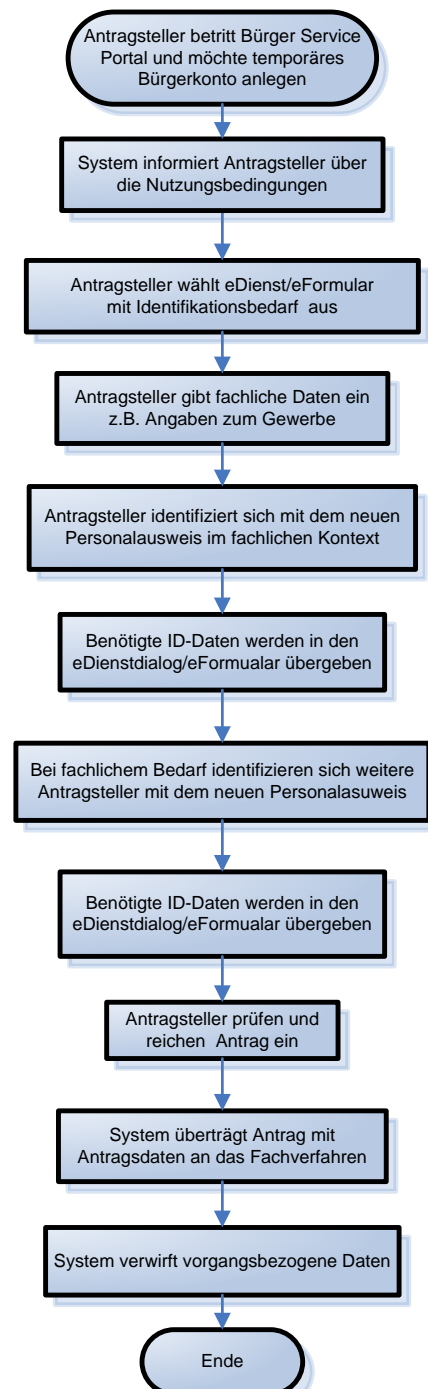 Antragsteller betritt Bürger Service
Portal und möchte temporäres
Bürgerkonto anlegen
System informiert Antragsteller über
die Nutzungsbedingungen
Antragsteller wählt eDienst/eFormular
mit Identifikationsbedarf aus
Antragsteller gibt fachliche Daten ein
z.B. Angaben zum Gewerbe
Antragsteller identifiziert sich mit dem neuen
Personalausweis im fachlichen Kontext
Benötigte ID-Daten werden in den
eDienstdialog/eFormualar übergeben
Bei fachlichem Bedarf identifizieren sich weitere
Antragsteller mit dem neuen Personalasuweis
Benötigte ID-Daten werden in den
eDienstdialog/eFormualar übergeben
Antragsteller prüfen und
reichen Antrag ein
System überträgt Antrag mit
Antragsdaten an das Fachverfahren
System verwirft vorgangsbezogene Daten
Ende